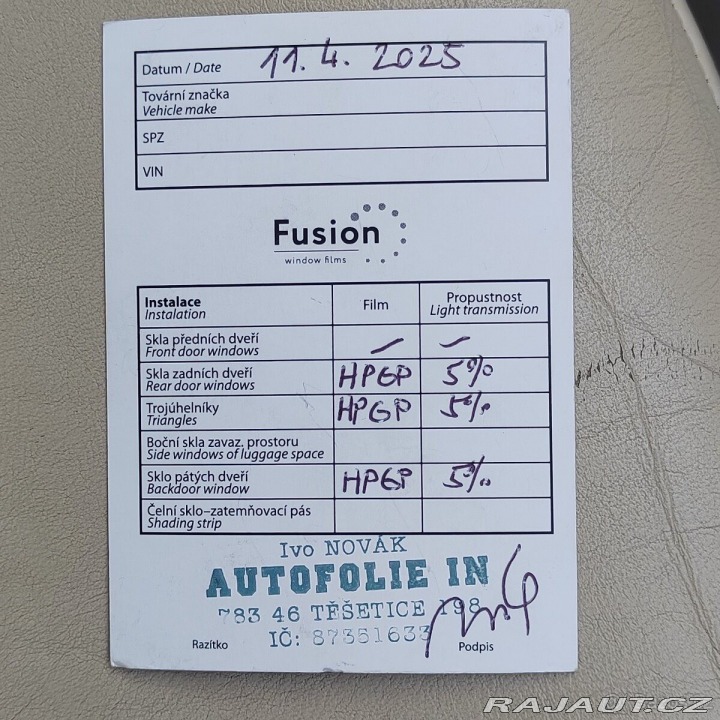 Datum / Date 11. 4. 2025
Tovární značka
Vehicle make
SPZ
VIN
Fusion
window films
Instalace
Instalation
Film
Propustnost
Light transmission
Skla předních dveří
Front door windows
Skla zadních dveří
Rear door windows
HPGP 5%
Trojúhelníky
Triangles
HPGP 5%
Boční skla zavaz. prostoru
Side windows of luggage space
Sklo pátých dveří
Backdoor window
HPGP 5%
Čelní sklo–zatemňovací pás
Shading strip
Ivo NOVÁK
AUTOFOLIE IN
783 46 TĚŠETICE 198
IČ: 87351633
Razítko
Podpis
RAJAUT.CZ